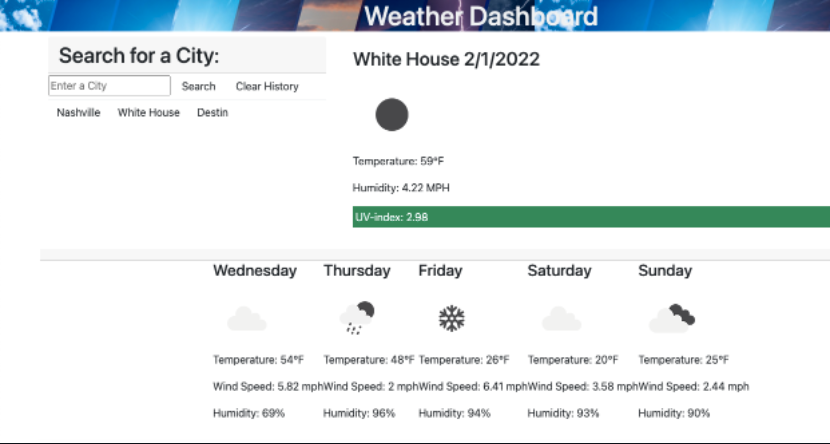 Weather Dashboard
Search for a City:
Enter a City Search Clear History
Nashville White House Destin
White House 2/1/2022
Temperature: 59°F
Humidity: 4.22 MPH
UV-index: 2.98
Wednesday Thursday Friday Saturday Sunday
Temperature: 54°F Temperature: 48°F Temperature: 26°F Temperature: 20°F Temperature: 25°F
Wind Speed: 5.82 mph Wind Speed: 2 mph Wind Speed: 6.41 mph Wind Speed: 3.58 mph Wind Speed: 2.44 mph
Humidity: 69% Humidity: 96% Humidity: 94% Humidity: 93% Humidity: 90%